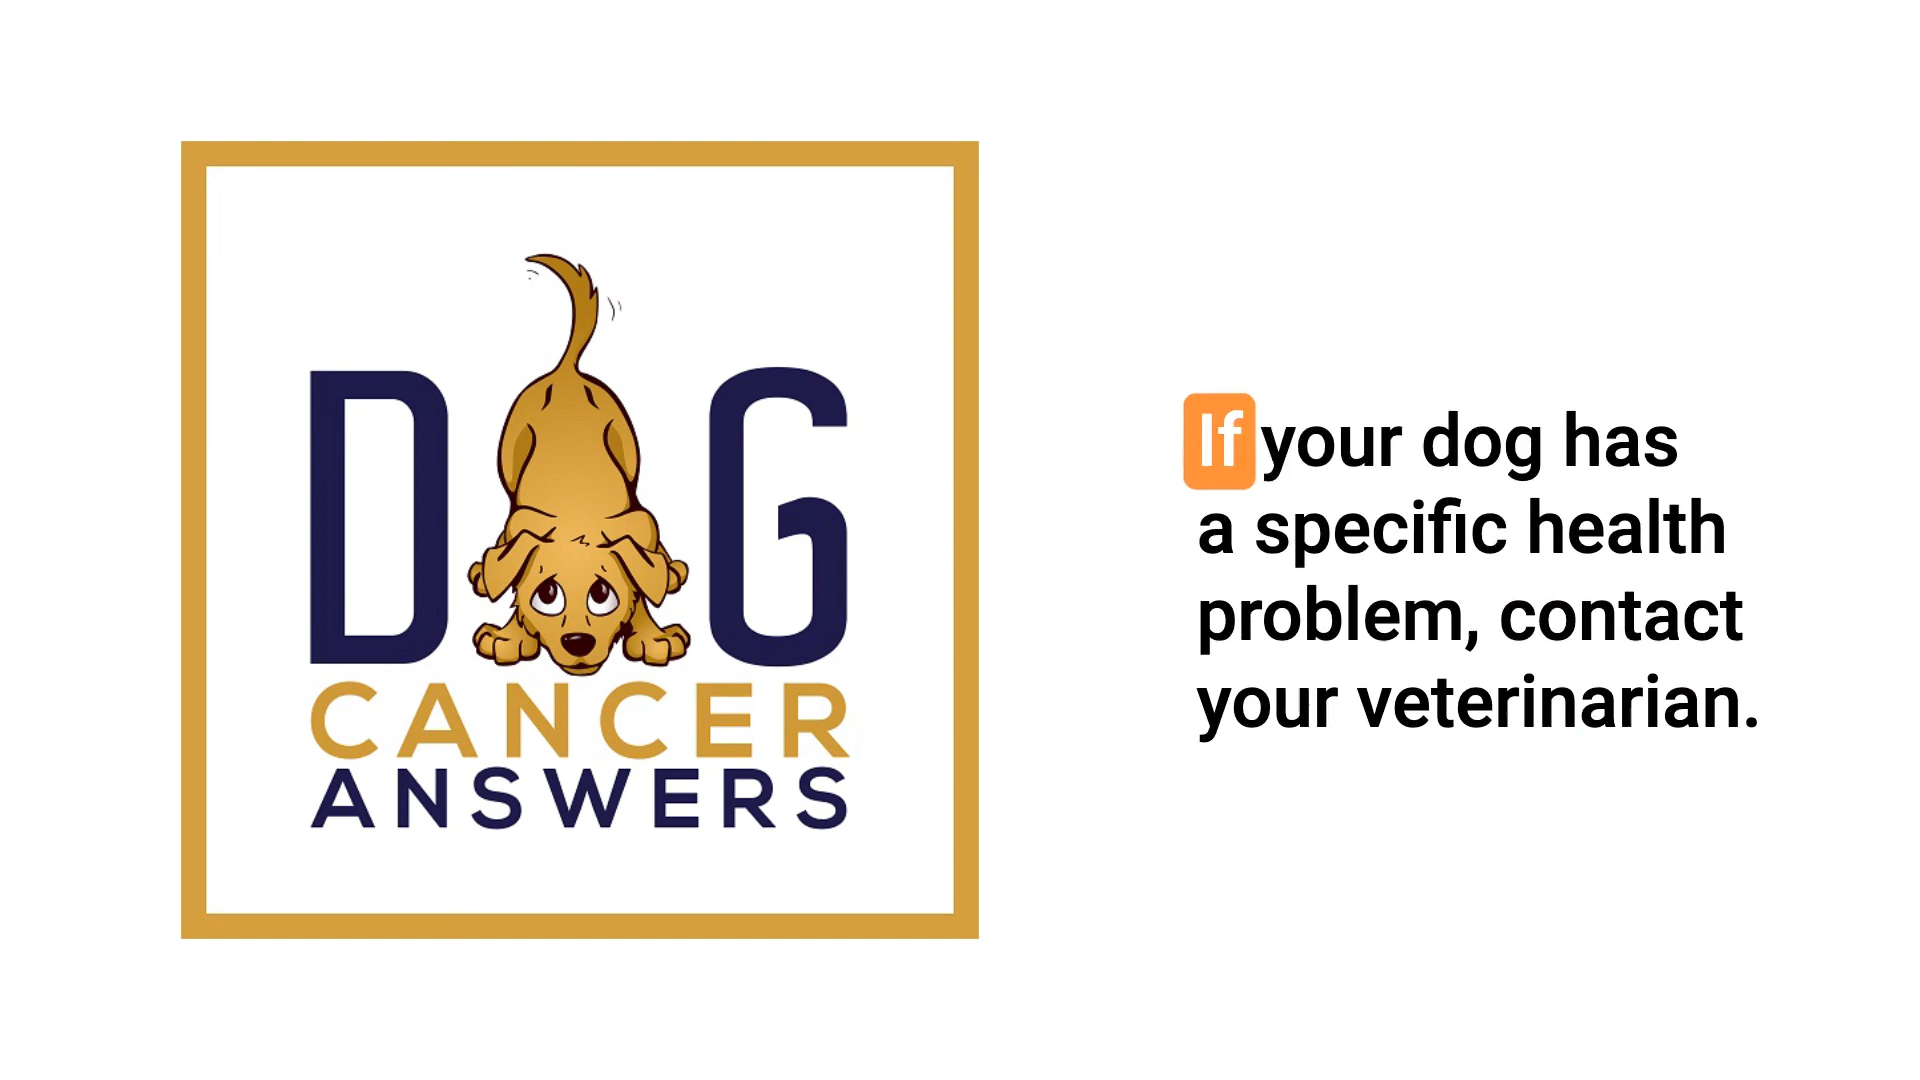 D G
CANCER
ANSWERS
If your dog has
a specific health
problem, contact
your veterinarian.